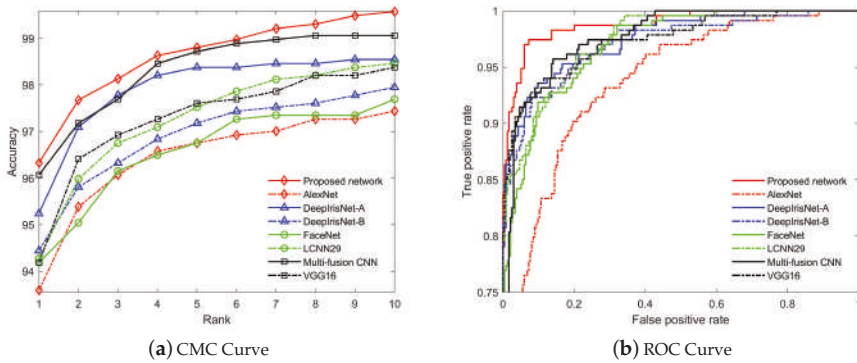 99
98
97
96
95
94
Accuracy
1 2 3 4 5 6 7 8 9 10
Rank
Proposed network
AlexNet
DeepIrisNet-A
DeepIrisNet-B
FaceNet
LCNN29
Multi-fusion CNN
VGG16
(a) CMC Curve
1
0.95
0.9
0.85
0.8
0.75
True positive rate
0 0.2 0.4 0.6 0.8
False positive rate
Proposed network
AlexNet
DeepIrisNet-A
DeepIrisNet-B
FaceNet
LCNN29
Multi-fusion CNN
VGG16
(b) ROC Curve